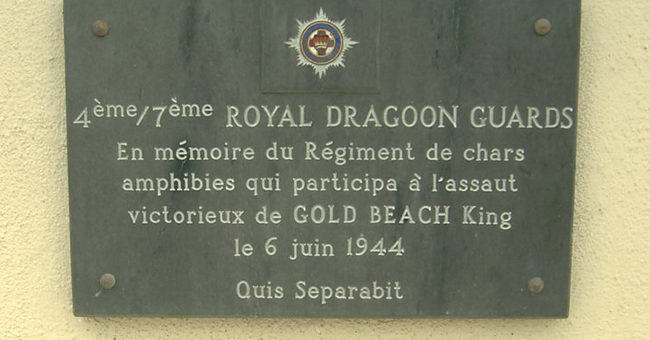 4ème/7ème ROYAL DRAGOON GUARDS
En mémoire du Régiment de chars
amphibies qui participa à l'assaut
victorieux de GOLD BEACH King
le 6 juin 1944
Quis Separabit